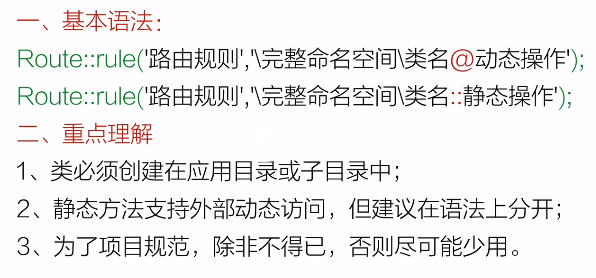 一、基本语法：
Route::rule('路由规则','\完整命名空间\类名@动态操作');
Route::rule('路由规则','\完整命名空间\类名::静态操作');
二、重点理解
1、类必须创建在应用目录或子目录中；
2、静态方法支持外部动态访问，但建议在语法上分开；
3、为了项目规范，除非不得已，否则尽可能少用。